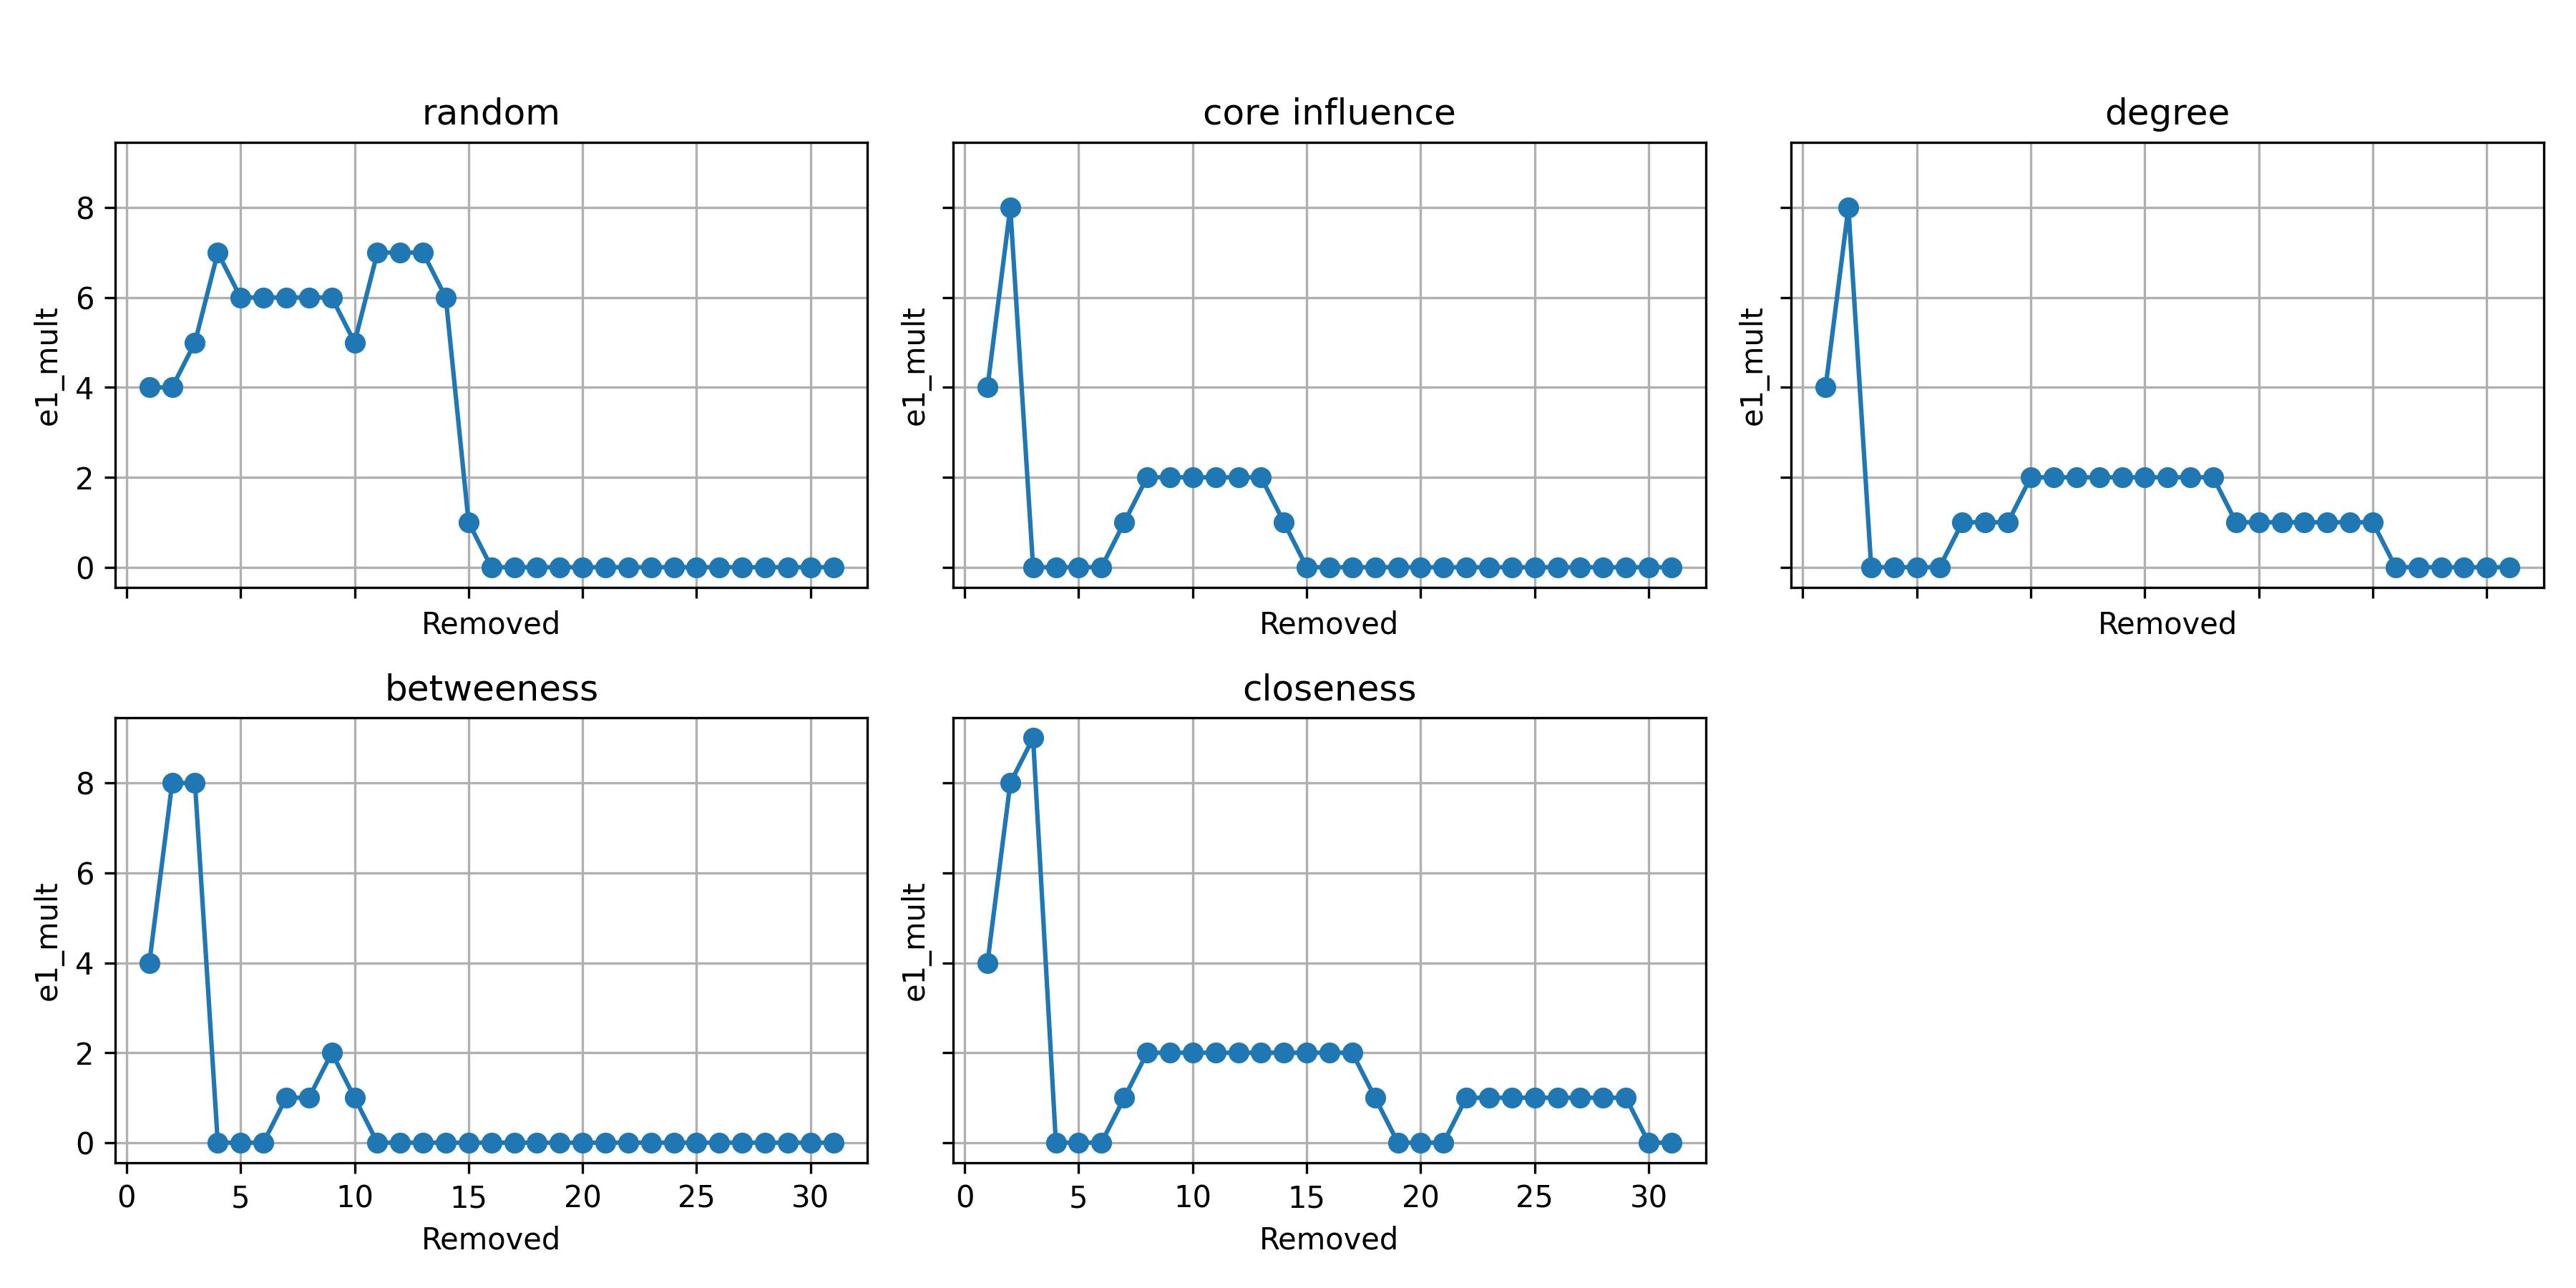 random
core influence
degree
8
6
4
2
0
e1_mult
e1_mult
e1_mult
Removed
Removed
Removed
betweeness
closeness
8
6
4
2
0
e1_mult
e1_mult
0 5 10 15 20 25 30
0 5 10 15 20 25 30
Removed
Removed